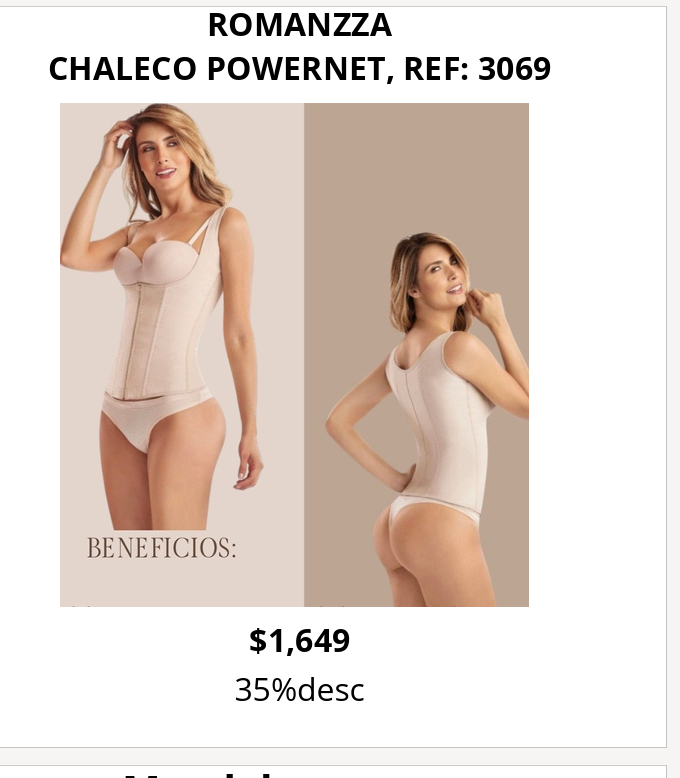 ROMANZZA
CHALECO POWERNET, REF: 3069
BENEFICIOS:
$1,649
35%desc